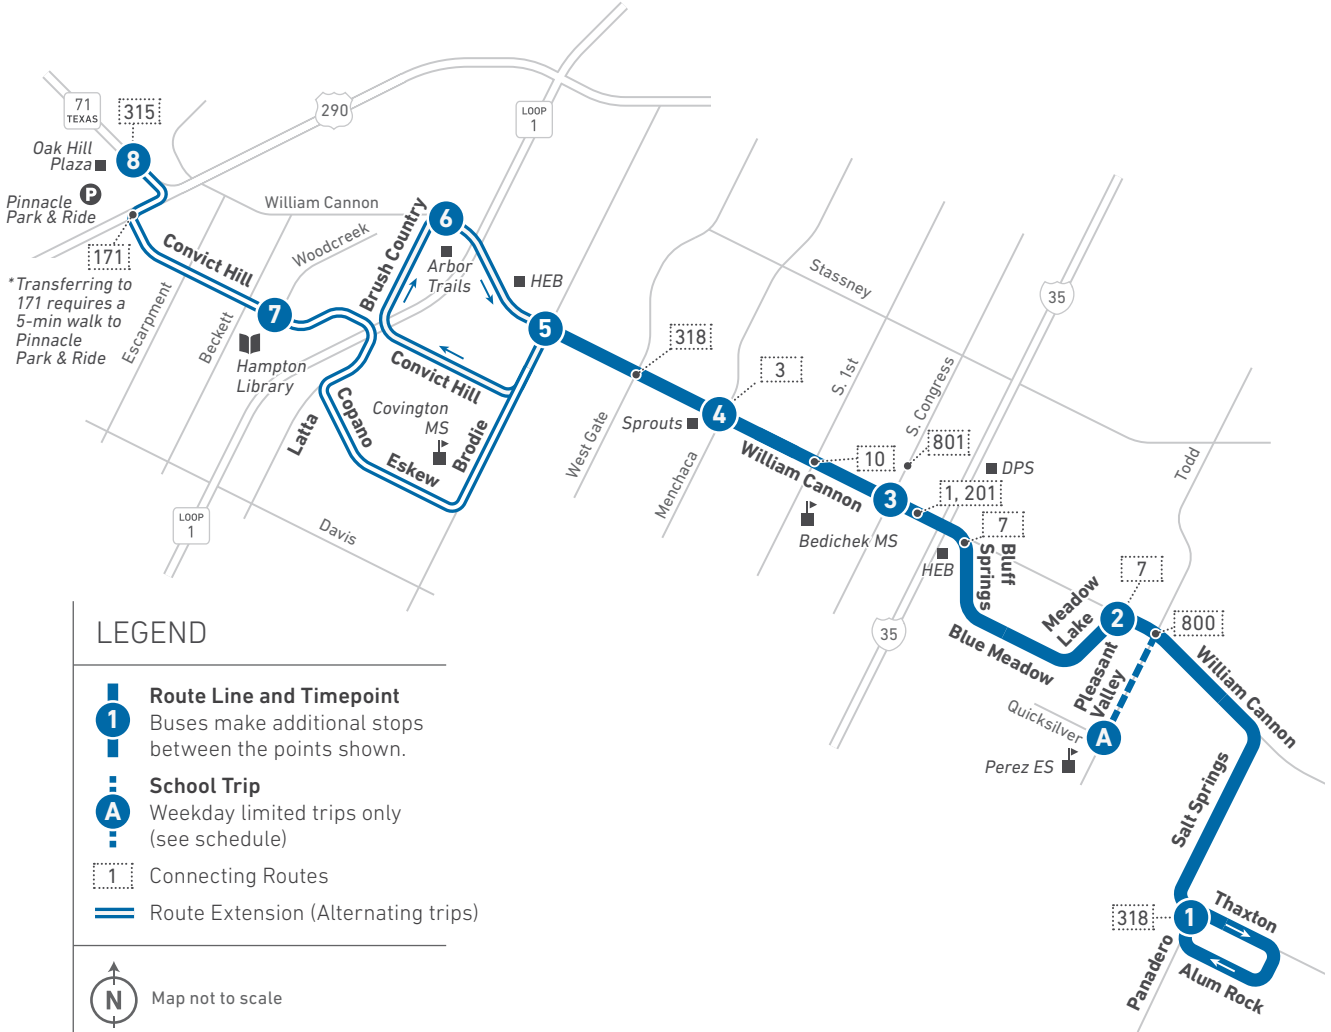 71
TEXAS
315
290
LOOP
1
Oak Hill
Plaza
8
P
Pinnacle
Park & Ride
William Cannon
Brush Country
6
171
Convict Hill
Woodcreek
Arbor
Trails
HEB
Stassney
35
*Transferring to
171 requires a
5-min walk to
Pinnacle
Park & Ride
Escarpment
Beckett
7
Hampton
Library
5
318
3
Convict Hill
S. 1st
S. Congress
Latta
Copano
Covington
MS
Eskew
Brodie
West Gate
Sprouts
4
Menchaca
William Cannon
10
801
DPS
3
1, 201
Todd
LOOP
1
Davis
Bedichek MS
HEB
7
Bluff
Springs
7
35
Blue Meadow
Meadow
Lake
2
800
Pleasant
Valley
William Cannon
Quicksilver
A
Perez ES
Salt Springs
318
1
Thaxton
Panadero
Alum Rock
LEGEND
1
Route Line and Timepoint
Buses make additional stops
between the points shown.
A
School Trip
Weekday limited trips only
(see schedule)
1
Connecting Routes
Route Extension (Alternating trips)
N
Map not to scale